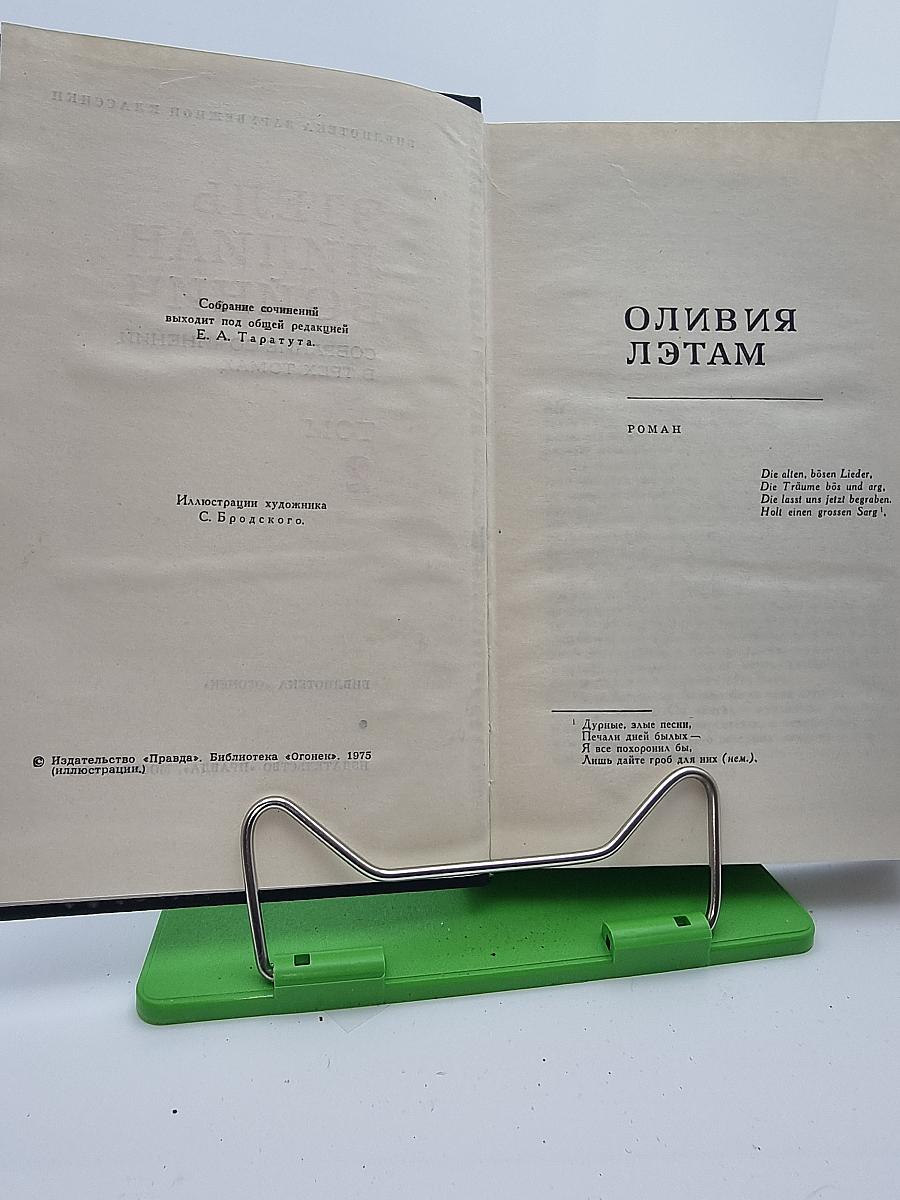 Собрание сочинений
выходит под общей редакцией
Е. А. Таратута.
Иллюстрации художника
С. Бродского.
© Издательство «Правда». Библиотека «Огонек». 1975
(иллюстрации.)
ОЛИВИЯ
ЛЭТАМ
РОМАН
Die alten, bösen Lieder,
Die Träume bös und arg,
Die lasst uns jetzt begraben.
Holt einen grossen Sarg ¹.
¹ Дурные, злые песни,
Печали дней былых —
Я все похоронил бы,
Лишь дайте гроб для них (нем.).